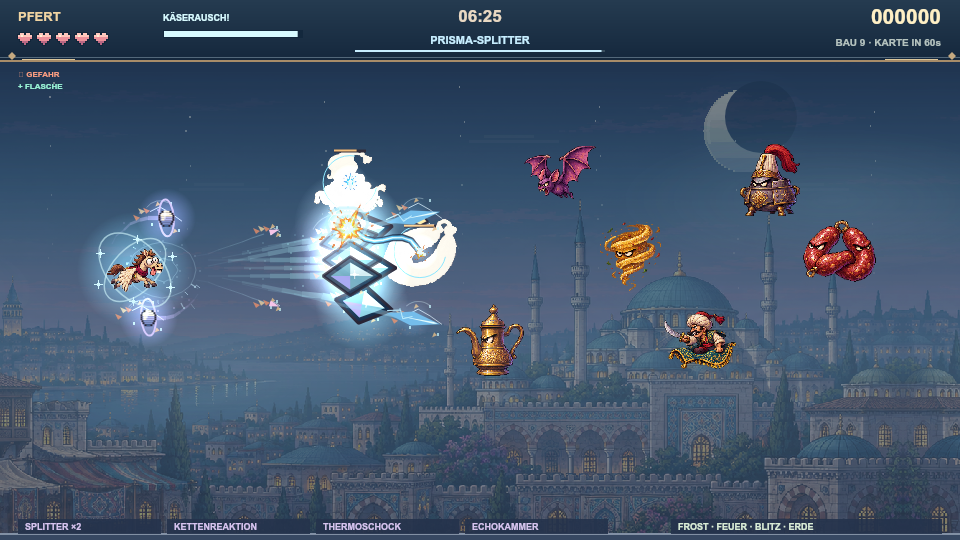 PFERT
KÄSERAUSCH!
06:25
000000
PRISMA-SPLITTER
BAU 9 · KARTE IN 60s
GEFAHR
+ FLASCHE
SPLITTER ×2
KETTENREAKTION
THERMOSCHOCK
ECHOKAMMER
FROST · FEUER · BLITZ · ERDE